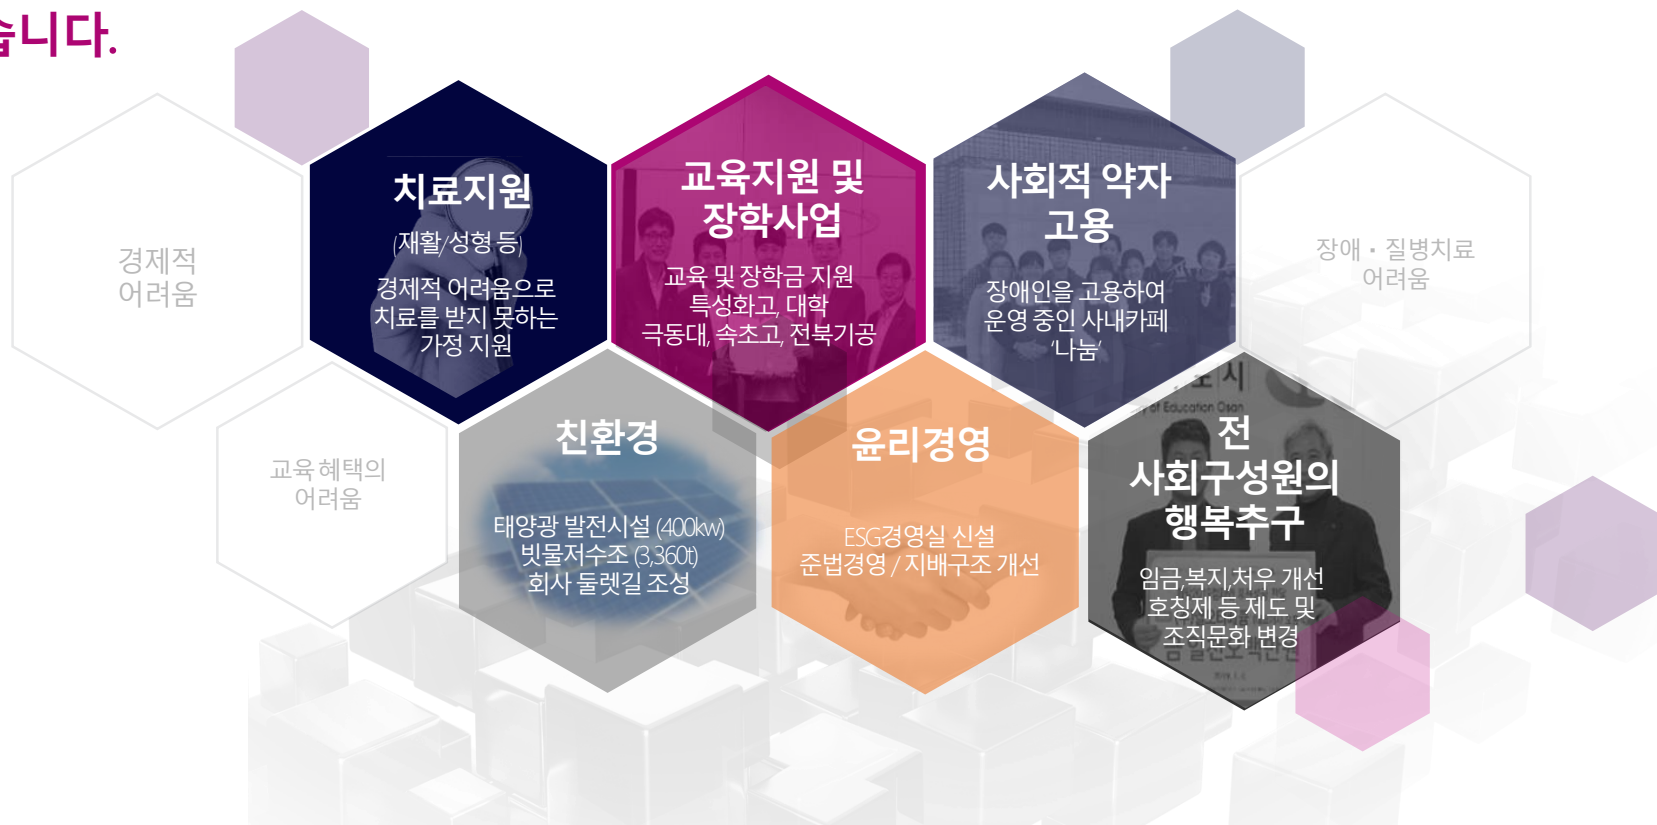 습니다.
경제적
어려움
치료지원
(재활/성형 등)
경제적 어려움으로
치료를 받지 못하는
가정 지원
교육지원 및
장학사업
교육 및 장학금 지원
특성화고, 대학
극동대, 속초고, 전북기공
사회적 약자
고용
장애인을 고용하여
운영 중인 사내카페
‘나눔‘
장애・질병치료
어려움
교육 혜택의
어려움
친환경
태양광 발전시설 (400kw)
빗물저수조 (3,360t)
회사 둘렛길 조성
윤리경영
ESG경영실 신설
준법경영 / 지배구조 개선
시
of Education Osan
전
사회구성원의
행복추구
임금,복지,처우 개선
호칭제 등 제도 및
조직문화 변경